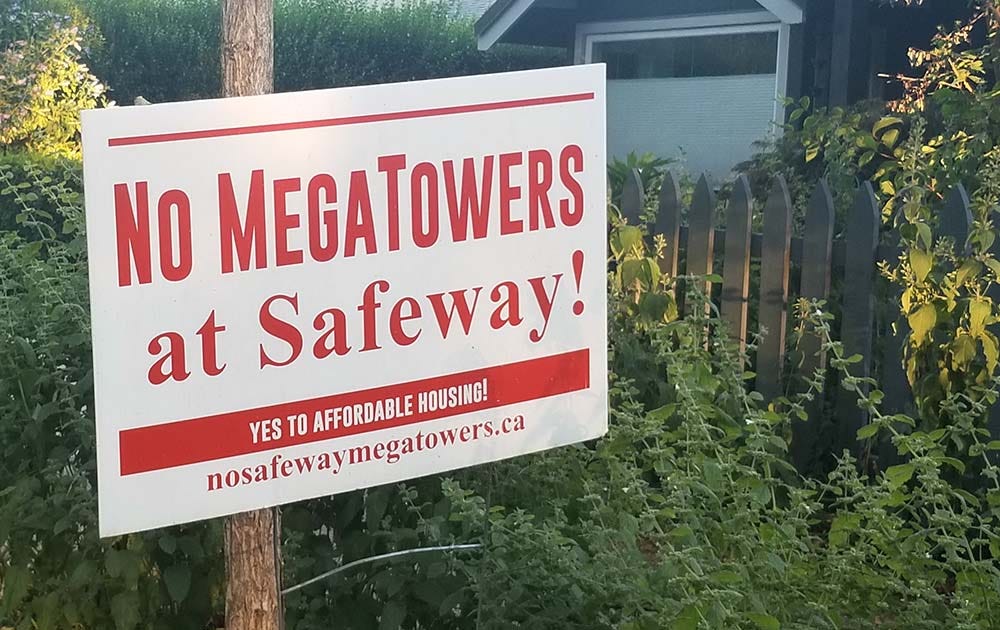 No MegaTowers
at Safeway!
YES TO AFFORDABLE HOUSING!
nosafewaymegatowers.ca